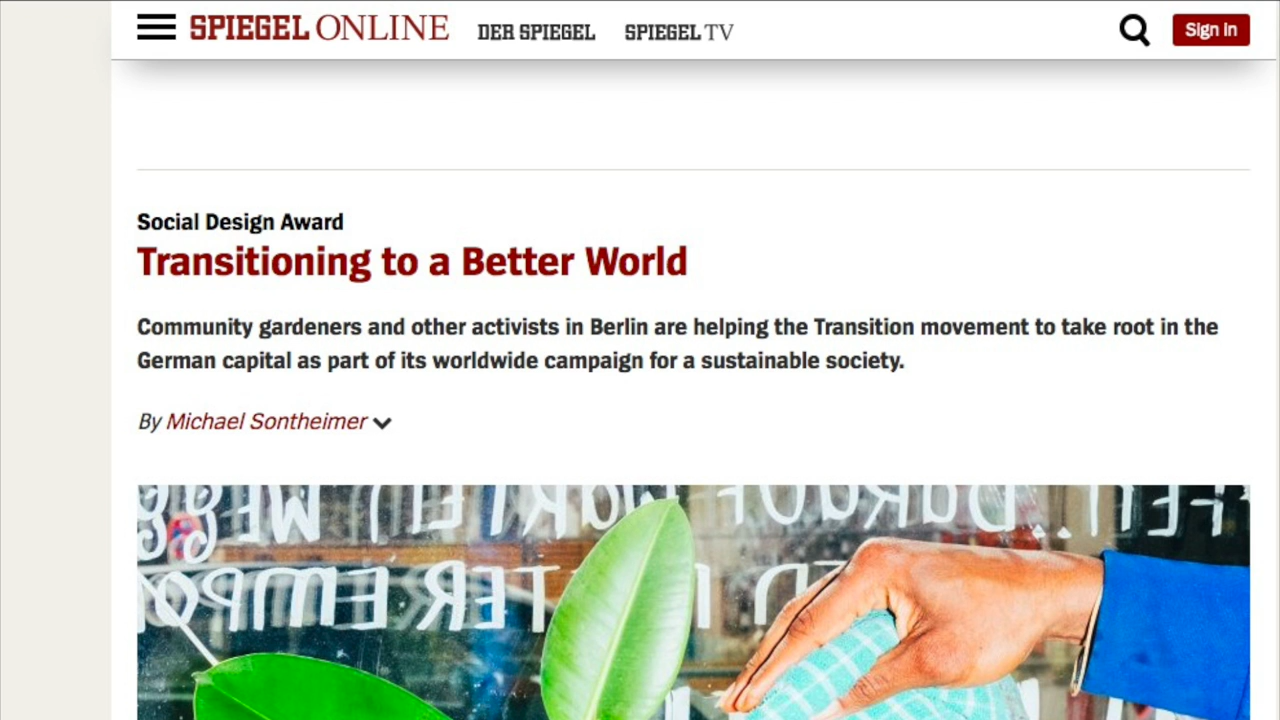 SPIEGEL ONLINE DER SPIEGEL SPIEGEL TV Sign in
Social Design Award
Transitioning to a Better World
Community gardeners and other activists in Berlin are helping the Transition movement to take root in the
German capital as part of its worldwide campaign for a sustainable society.
By Michael Sontheimer